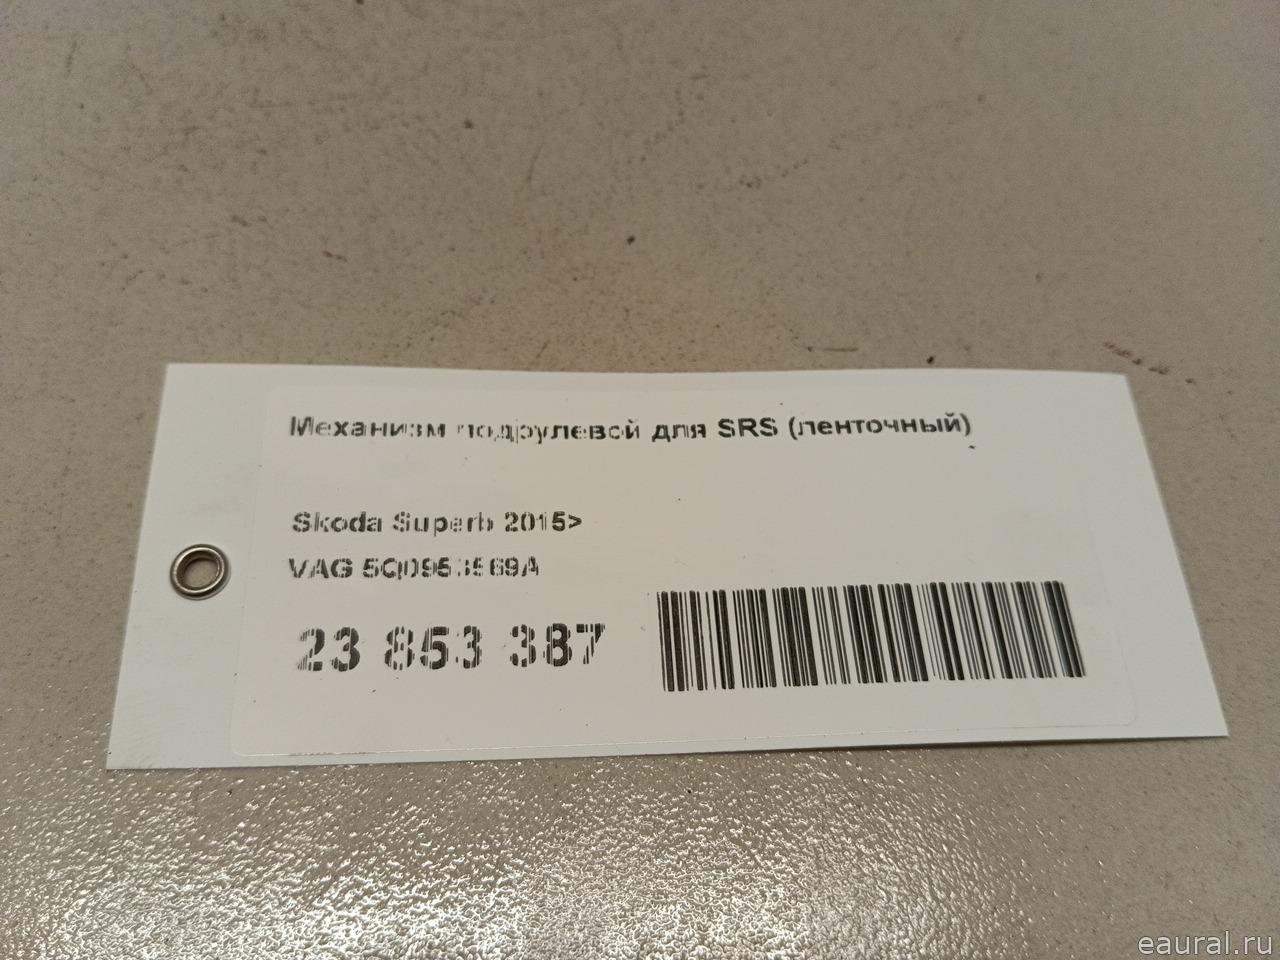 Механизм подрулевой для SRS (ленточный)
Skoda Superb 2015>
VAG 5Q0953569A
23 853 387
eaural.ru